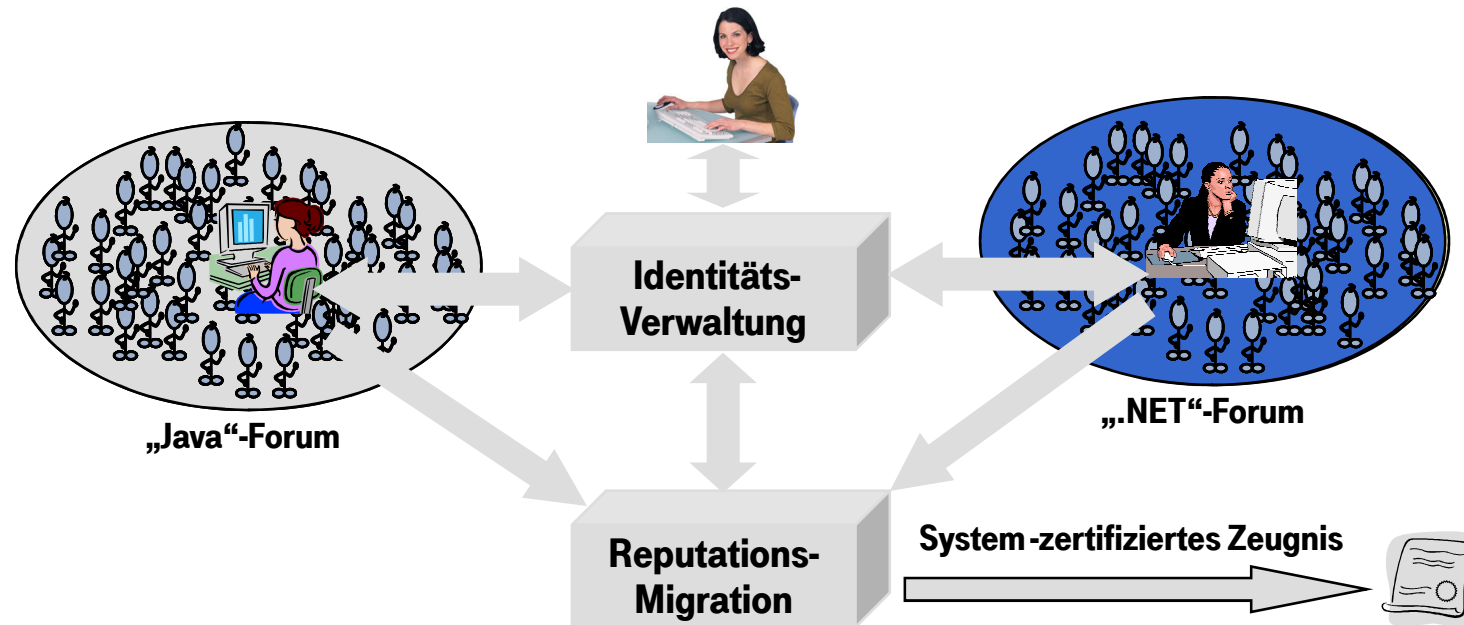 Identitäts-
Verwaltung
„Java“-Forum
„.NET“-Forum
System-zertifiziertes Zeugnis
Reputations-
Migration